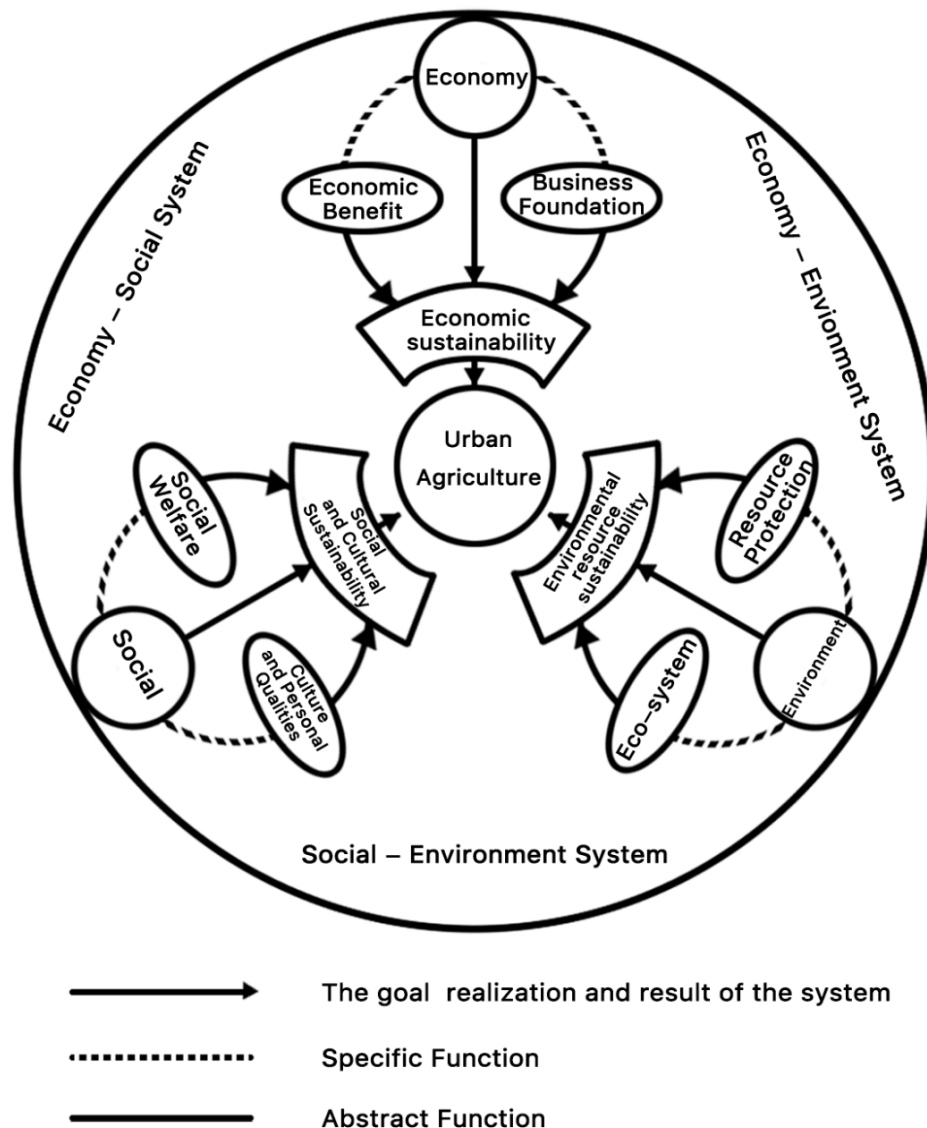 Economy
Economic
Benefit
Business
Foundation
Economy – Social System
Economy – Envionment System
Economic
sustainability
Urban
Agriculture
Social
Welfare
Social
and Cultural
Sustainability
Environmental
resource
sustainability
Resource
Protection
Social
Culture
and Personal
Qualities
Eco-system
Environment
Social – Environment System
The goal realization and result of the system
Specific Function
Abstract Function